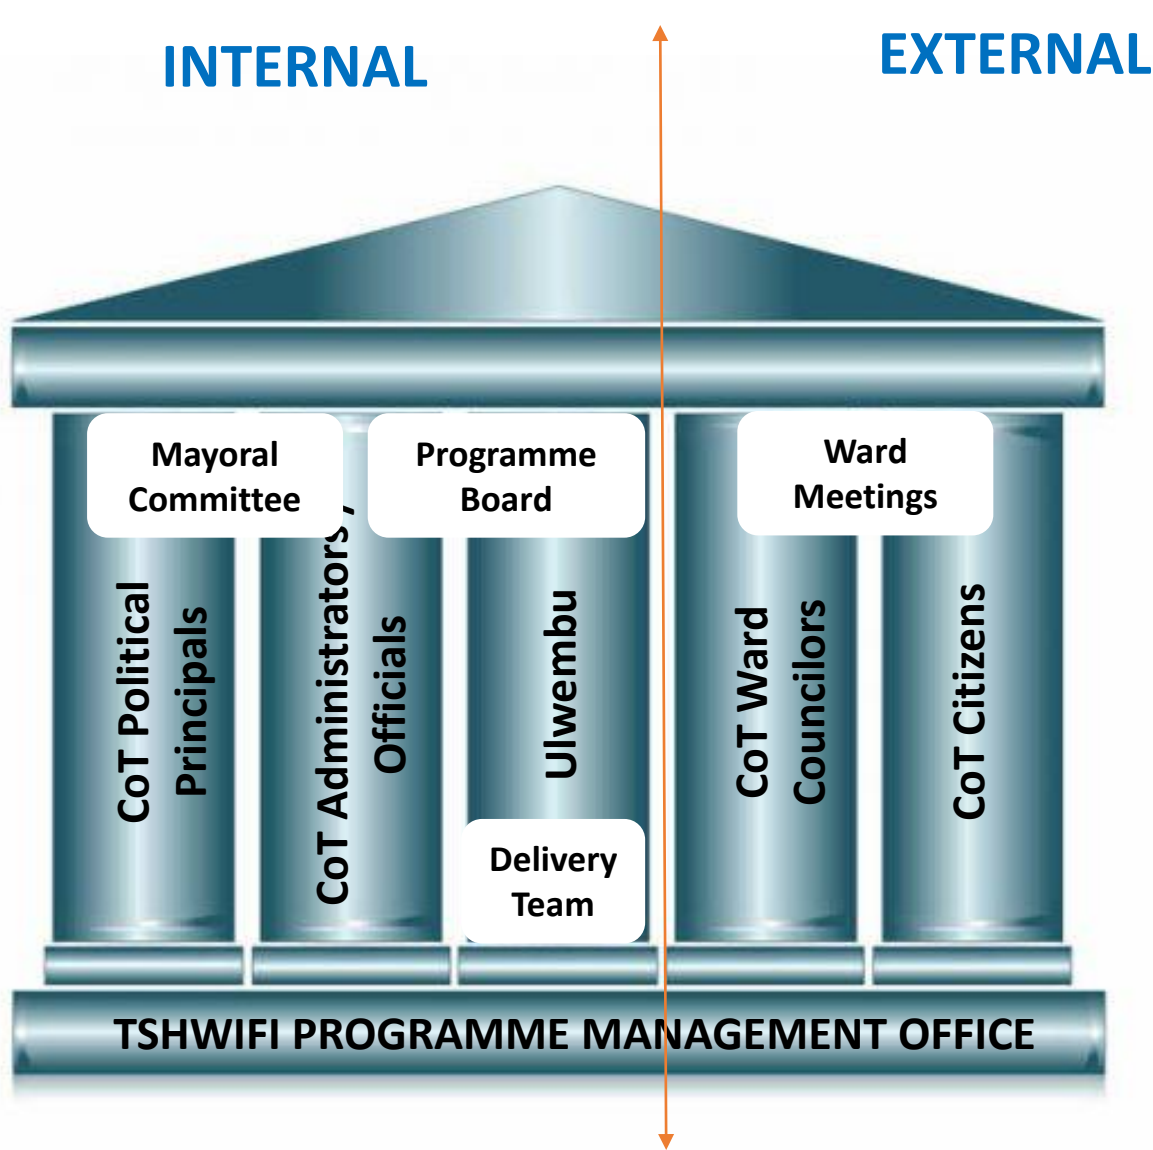 INTERNAL
EXTERNAL
Mayoral
Committee
Programme
Board
Ward
Meetings
CoT Political
Principals
CoT Administrators /
Officials
Ulwembu
CoT Ward
Councilors
CoT Citizens
Delivery
Team
TSHWIFI PROGRAMME MANAGEMENT OFFICE